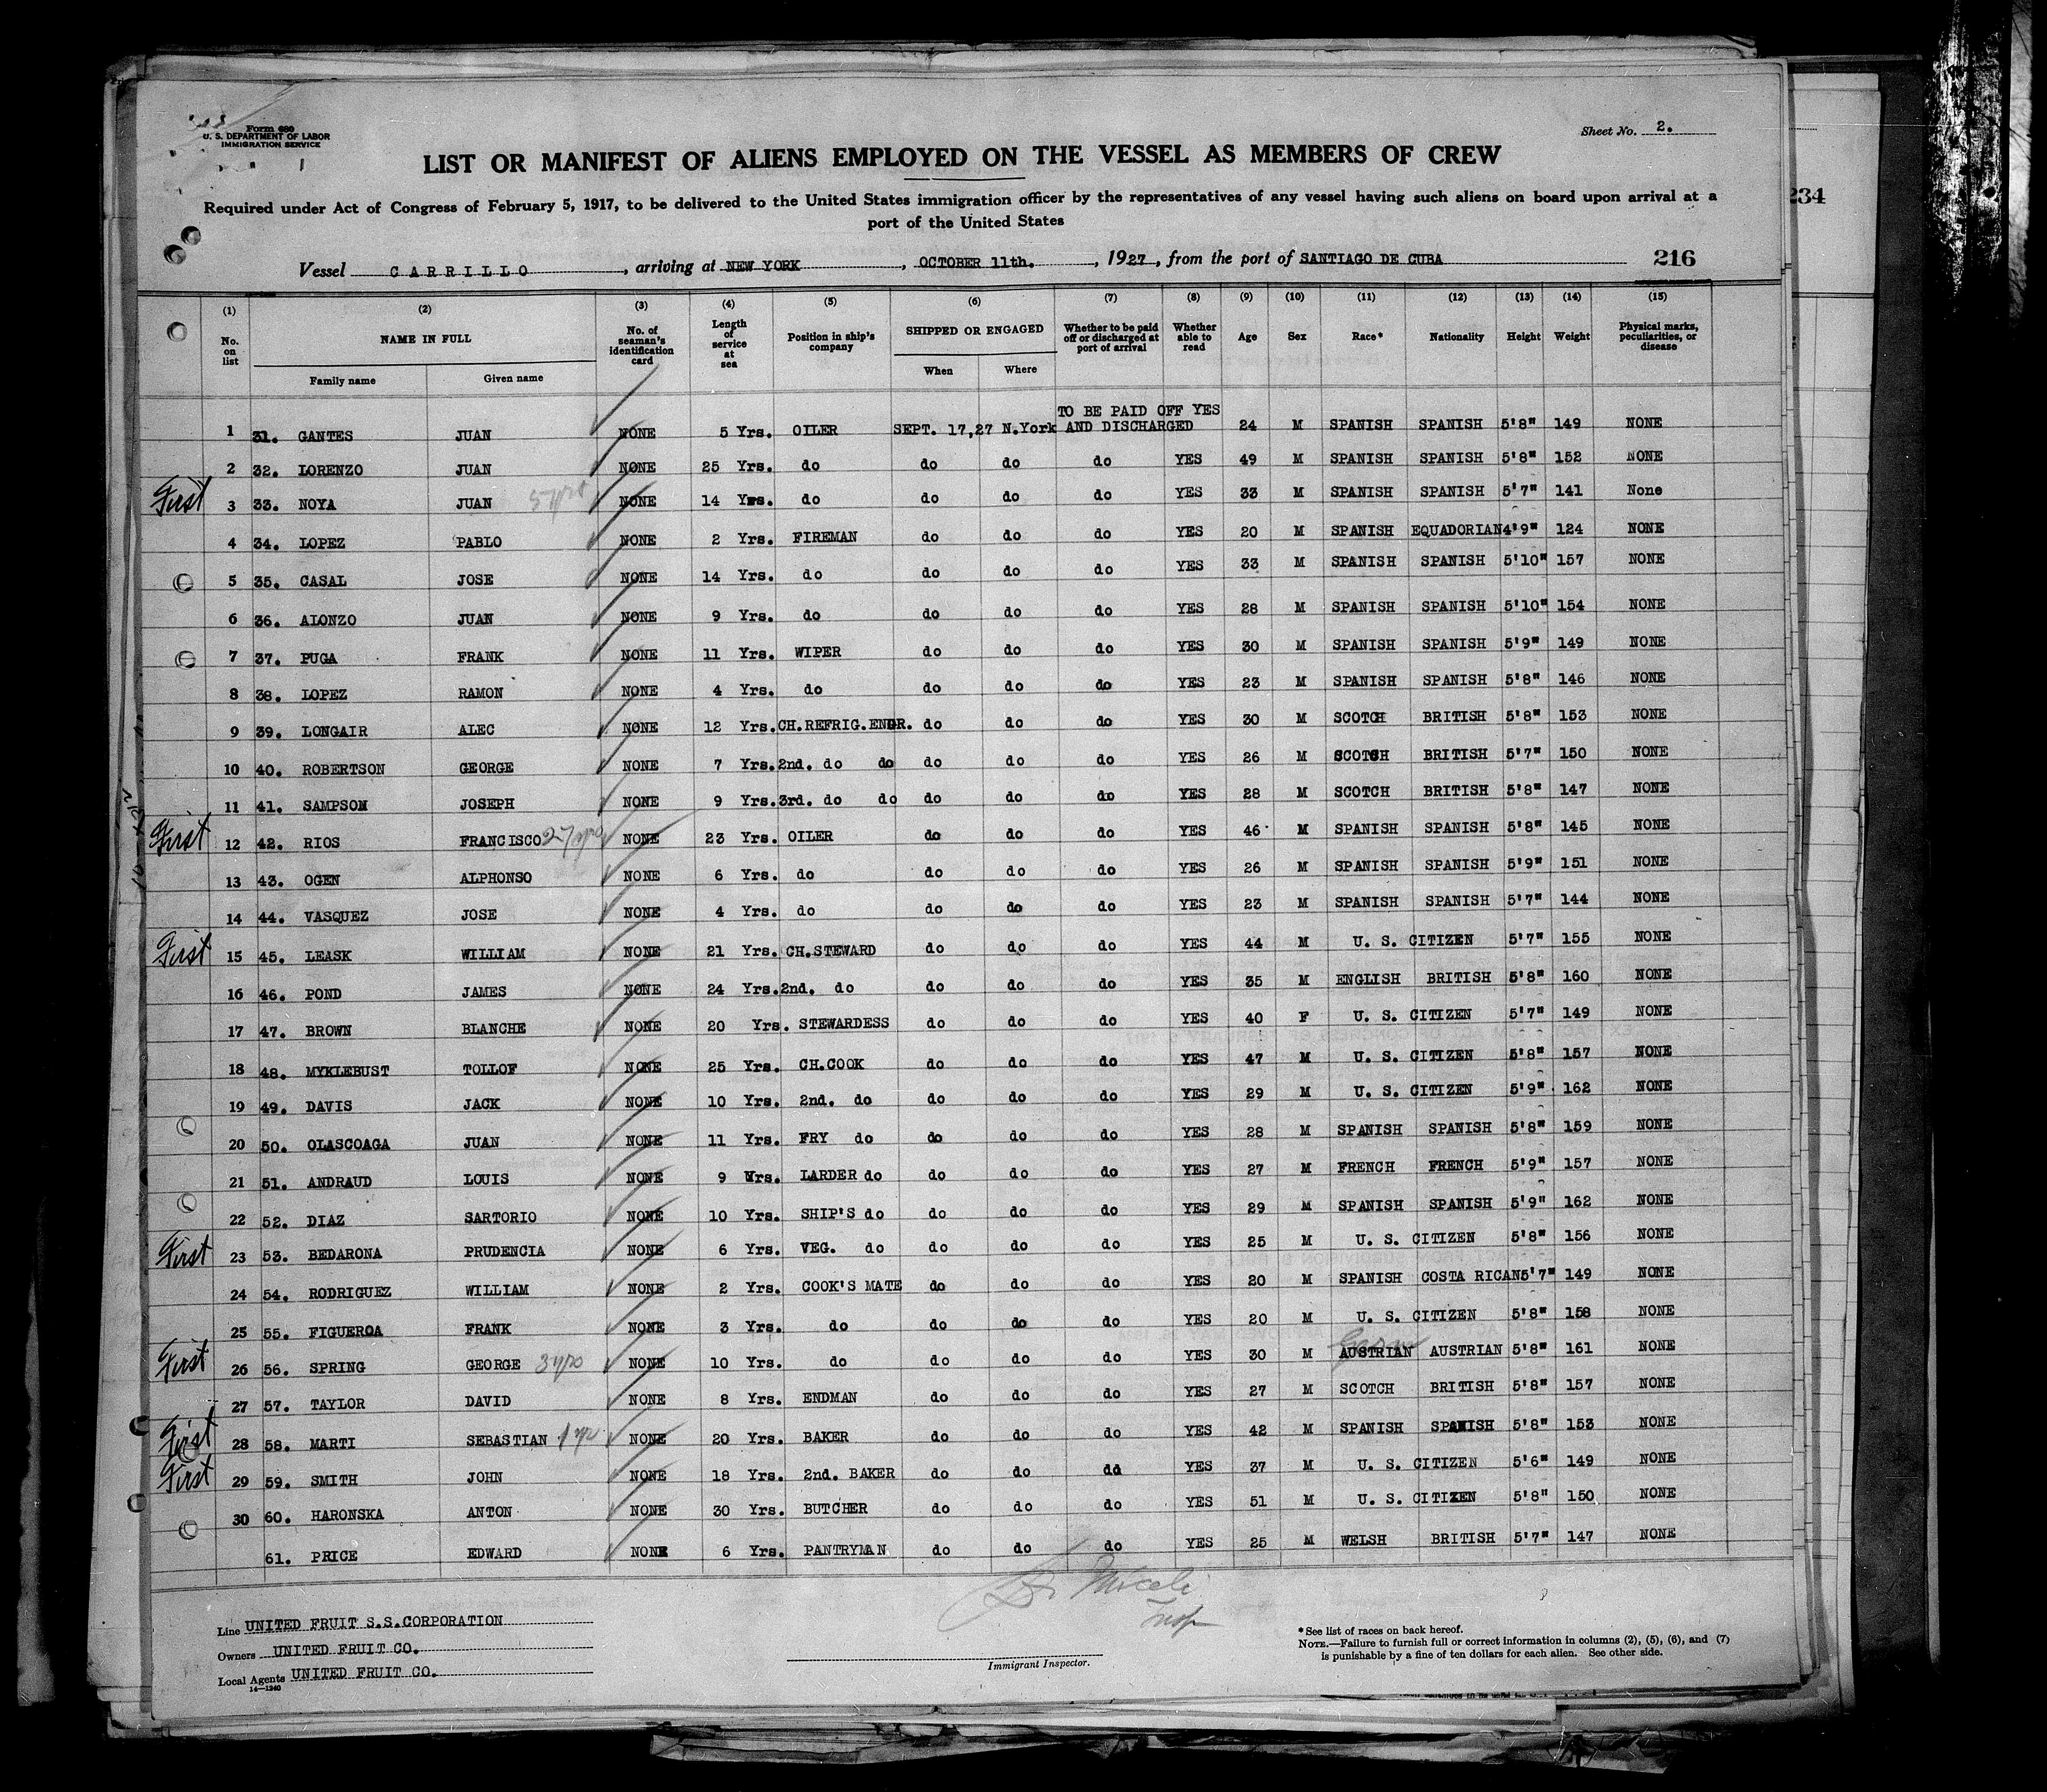 Form 680
U. S. DEPARTMENT OF LABOR
IMMIGRATION SERVICE
Sheet No. 2.
LIST OR MANIFEST OF ALIENS EMPLOYED ON THE VESSEL AS MEMBERS OF CREW
Required under Act of Congress of February 5, 1917, to be delivered to the United States immigration officer by the representatives of any vessel having such aliens on board upon arrival at a
port of the United States
234
Vessel CARRILLO, arriving at NEW YORK, OCTOBER 11th., 1927, from the port of SANTIAGO DE CUBA 216
(1) (2) (3) (4) (5) (6) (7) (8) (9) (10) (11) (12) (13) (14) (15)
No. on list NAME IN FULL No. of seaman's identification card Length of service at sea Position in ship's company SHIPPED OR ENGAGED Whether to be paid off or discharged at port of arrival Whether able to read Age Sex Race* Nationality Height Weight Physical marks, peculiarities, or disease
Family name Given name When Where
1 31. GANTES JUAN NONE 5 Yrs. OILER SEPT. 17,27 N.York TO BE PAID OFF AND DISCHARGED YES 24 M SPANISH SPANISH 5'8" 149 NONE
2 32. LORENZO JUAN NONE 25 Yrs. do do do do YES 49 M SPANISH SPANISH 5'8" 152 NONE
First 3 33. NOYA JUAN 5 yrs NONE 14 Yrs. do do do do YES 33 M SPANISH SPANISH 5'7" 141 None
4 34. LOPEZ PABLO NONE 2 Yrs. FIREMAN do do do YES 20 M SPANISH EQUADORIAN 4'9" 124 NONE
5 35. CASAL JOSE NONE 14 Yrs. do do do do YES 33 M SPANISH SPANISH 5'10" 157 NONE
6 36. ALONZO JUAN NONE 9 Yrs. do do do do YES 28 M SPANISH SPANISH 5'10" 154 NONE
7 37. PUGA FRANK NONE 11 Yrs. WIPER do do do YES 30 M SPANISH SPANISH 5'9" 149 NONE
8 38. LOPEZ RAMON NONE 4 Yrs. do do do do YES 23 M SPANISH SPANISH 5'8" 146 NONE
9 39. LONGAIR ALEC NONE 12 Yrs. CH.REFRIG.ENGR. do do do YES 30 M SCOTCH BRITISH 5'8" 153 NONE
10 40. ROBERTSON GEORGE NONE 7 Yrs. 2nd. do do do do do YES 26 M SCOTCH BRITISH 5'7" 150 NONE
11 41. SAMPSON JOSEPH NONE 9 Yrs. 3rd. do do do do do YES 28 M SCOTCH BRITISH 5'8" 147 NONE
First 12 42. RIOS FRANCISCO 27 yrs NONE 23 Yrs. OILER do do do YES 46 M SPANISH SPANISH 5'8" 145 NONE
13 43. OGEN ALPHONSO NONE 6 Yrs. do do do do YES 26 M SPANISH SPANISH 5'9" 151 NONE
14 44. VASQUEZ JOSE NONE 4 Yrs. do do do do YES 23 M SPANISH SPANISH 5'7" 144 NONE
First 15 45. LEASK WILLIAM NONE 21 Yrs. CH.STEWARD do do do YES 44 M U. S. CITIZEN 5'7" 155 NONE
16 46. POND JAMES NONE 24 Yrs. 2nd. do do do do YES 35 M ENGLISH BRITISH 5'8" 160 NONE
17 47. BROWN BLANCHE NONE 20 Yrs. STEWARDESS do do do YES 40 F U. S. CITIZEN 5'7" 149 NONE
18 48. MYKLEBUST TOLLOF NONE 25 Yrs. CH.COOK do do do YES 47 M U. S. CITIZEN 5'8" 157 NONE
19 49. DAVIS JACK NONE 10 Yrs. 2nd. do do do do YES 29 M U. S. CITIZEN 5'9" 162 NONE
20 50. OLASCOAGA JUAN NONE 11 Yrs. FRY do do do do YES 28 M SPANISH SPANISH 5'8" 159 NONE
21 51. ANDRAUD LOUIS NONE 9 Yrs. LARDER do do do do YES 27 M FRENCH FRENCH 5'9" 157 NONE
22 52. DIAZ SARTORIO NONE 10 Yrs. SHIP'S do do do do YES 29 M SPANISH SPANISH 5'9" 162 NONE
First 23 53. BEDARONA PRUDENCIA NONE 6 Yrs. VEG. do do do do YES 25 M U. S. CITIZEN 5'8" 156 NONE
24 54. RODRIGUEZ WILLIAM NONE 2 Yrs. COOK'S MATE do do do YES 20 M SPANISH COSTA RICAN 5'7" 149 NONE
25 55. FIGUEROA FRANK NONE 3 Yrs. do do do do YES 20 M U. S. CITIZEN 5'8" 158 NONE
First 26 56. SPRING GEORGE 3 yrs NONE 10 Yrs. do do do do YES 30 M AUSTRIAN AUSTRIAN 5'8" 161 NONE
27 57. TAYLOR DAVID NONE 8 Yrs. ENDMAN do do do YES 27 M SCOTCH BRITISH 5'8" 157 NONE
First 28 58. MARTI SEBASTIAN 1 yr NONE 20 Yrs. BAKER do do do YES 42 M SPANISH SPANISH 5'8" 153 NONE
First 29 59. SMITH JOHN NONE 18 Yrs. 2nd. BAKER do do dd YES 37 M U. S. CITIZEN 5'6" 149 NONE
30 60. HARONSKA ANTON NONE 30 Yrs. BUTCHER do do do YES 51 M U. S. CITIZEN 5'8" 150 NONE
61. PRICE EDWARD NONE 6 Yrs. PANTRYMAN do do do YES 25 M WELSH BRITISH 5'7" 147 NONE
Insp
Line UNITED FRUIT S.S.CORPORATION
Owners UNITED FRUIT CO.
Local Agents UNITED FRUIT CO.
14—1240
Immigrant Inspector.
*See list of races on back hereof.
NOTE.—Failure to furnish full or correct information in columns (2), (5), (6), and (7)
is punishable by a fine of ten dollars for each alien. See other side.